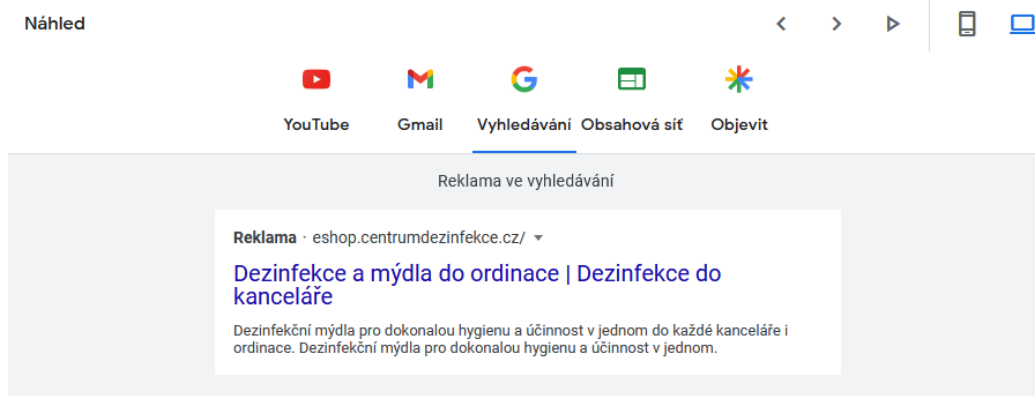 Náhled
YouTube
Gmail
Vyhledávání
Obsahová síť
Objevit
Reklama ve vyhledávání
Reklama · eshop.centrumdezinfekce.cz/
Dezinfekce a mýdla do ordinace | Dezinfekce do
kanceláře
Dezinfekční mýdla pro dokonalou hygienu a účinnost v jednom do každé kanceláře i
ordinace. Dezinfekční mýdla pro dokonalou hygienu a účinnost v jednom.